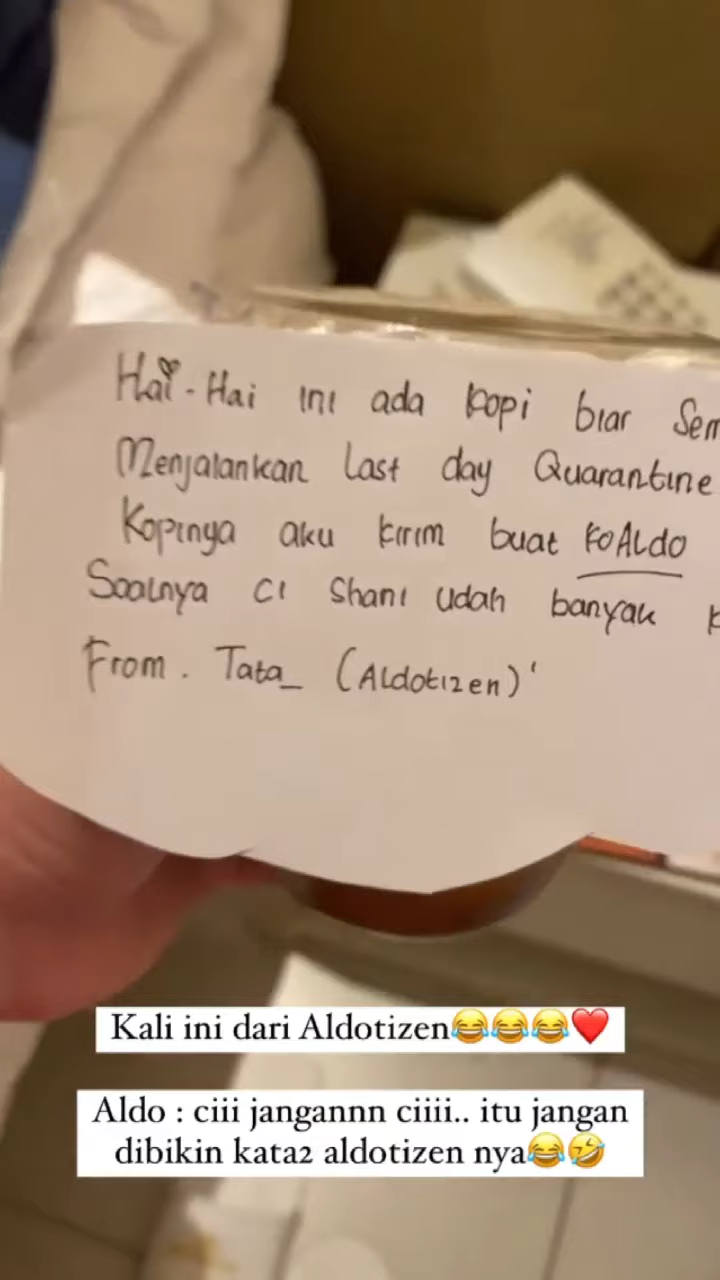 Hai - Hai ini ada kopi biar
Menjalankan Last day Quarantine
Kopinya aku kirim buat KoAldo
Soalnya ci Shani udah banyak
From . Tata_ (Aldotizen)'
Kali ini dari Aldotizen😂😂😂❤️
Aldo : ciii jangannn ciiii.. itu jangan
dibikin kata2 aldotizen nya😂🤣